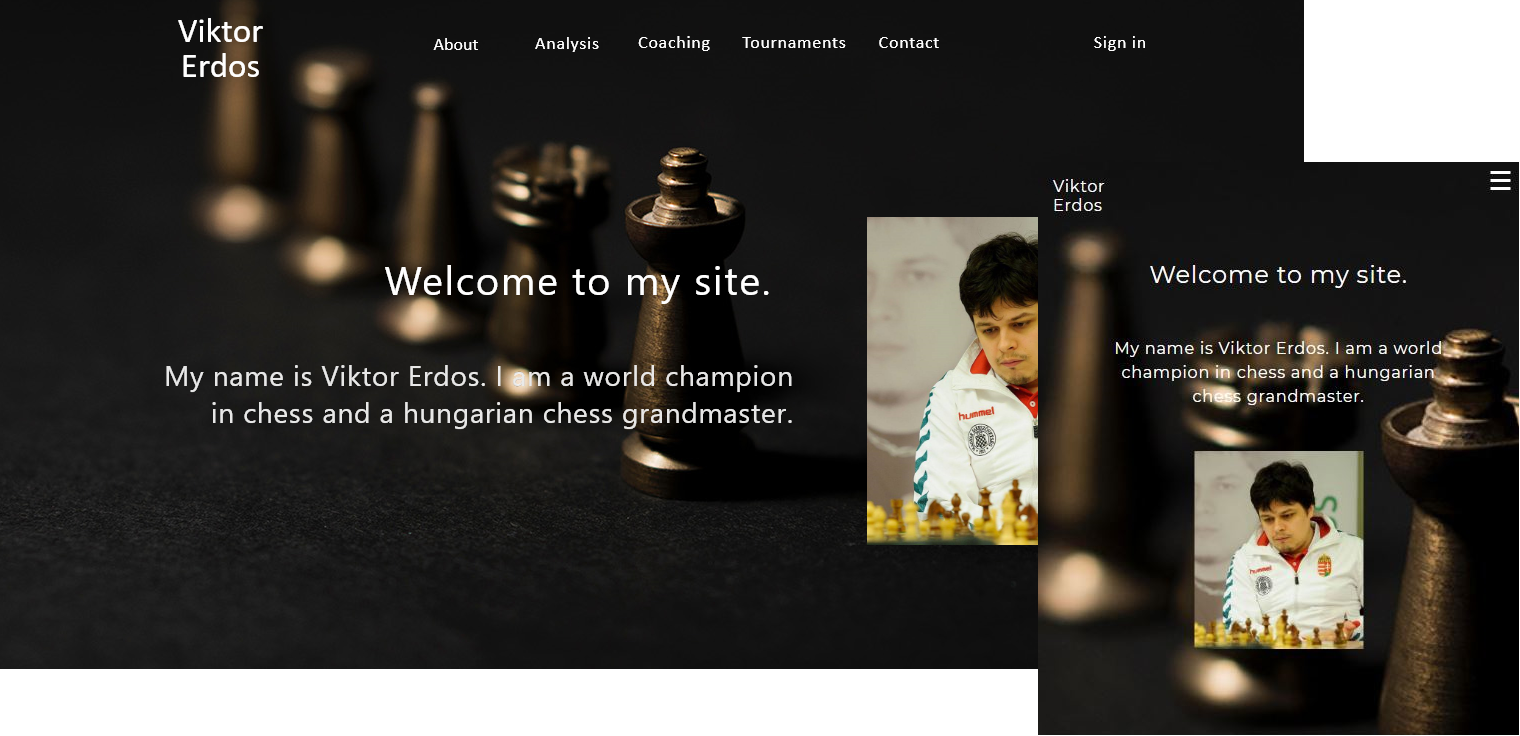 Viktor
Erdos
About Analysis Coaching Tournaments Contact Sign in
Welcome to my site.
My name is Viktor Erdos. I am a world champion
in chess and a hungarian chess grandmaster.
hummel
Viktor
Erdos
Welcome to my site.
My name is Viktor Erdos. I am a world
champion in chess and a hungarian
chess grandmaster.
hummel